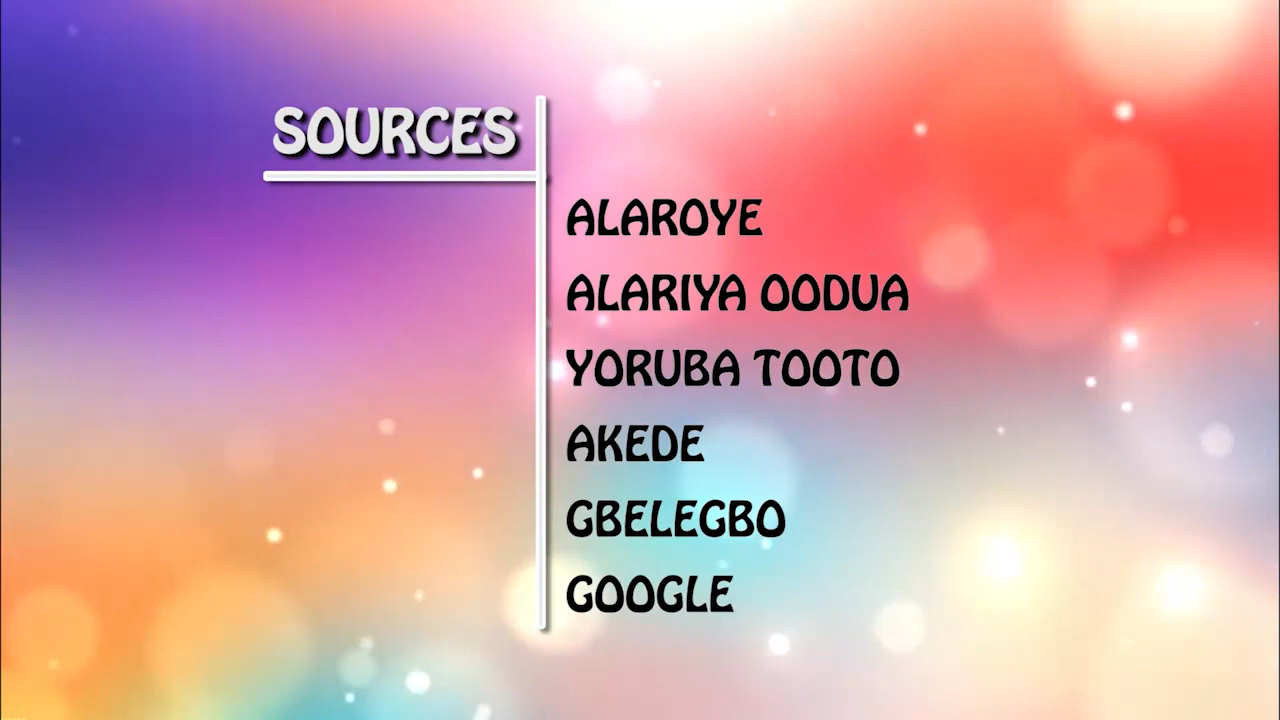 SOURCES
ALAROYE
ALARIYA OODUA
YORUBA TOOTO
AKEDE
GBELEGBO
GOOGLE